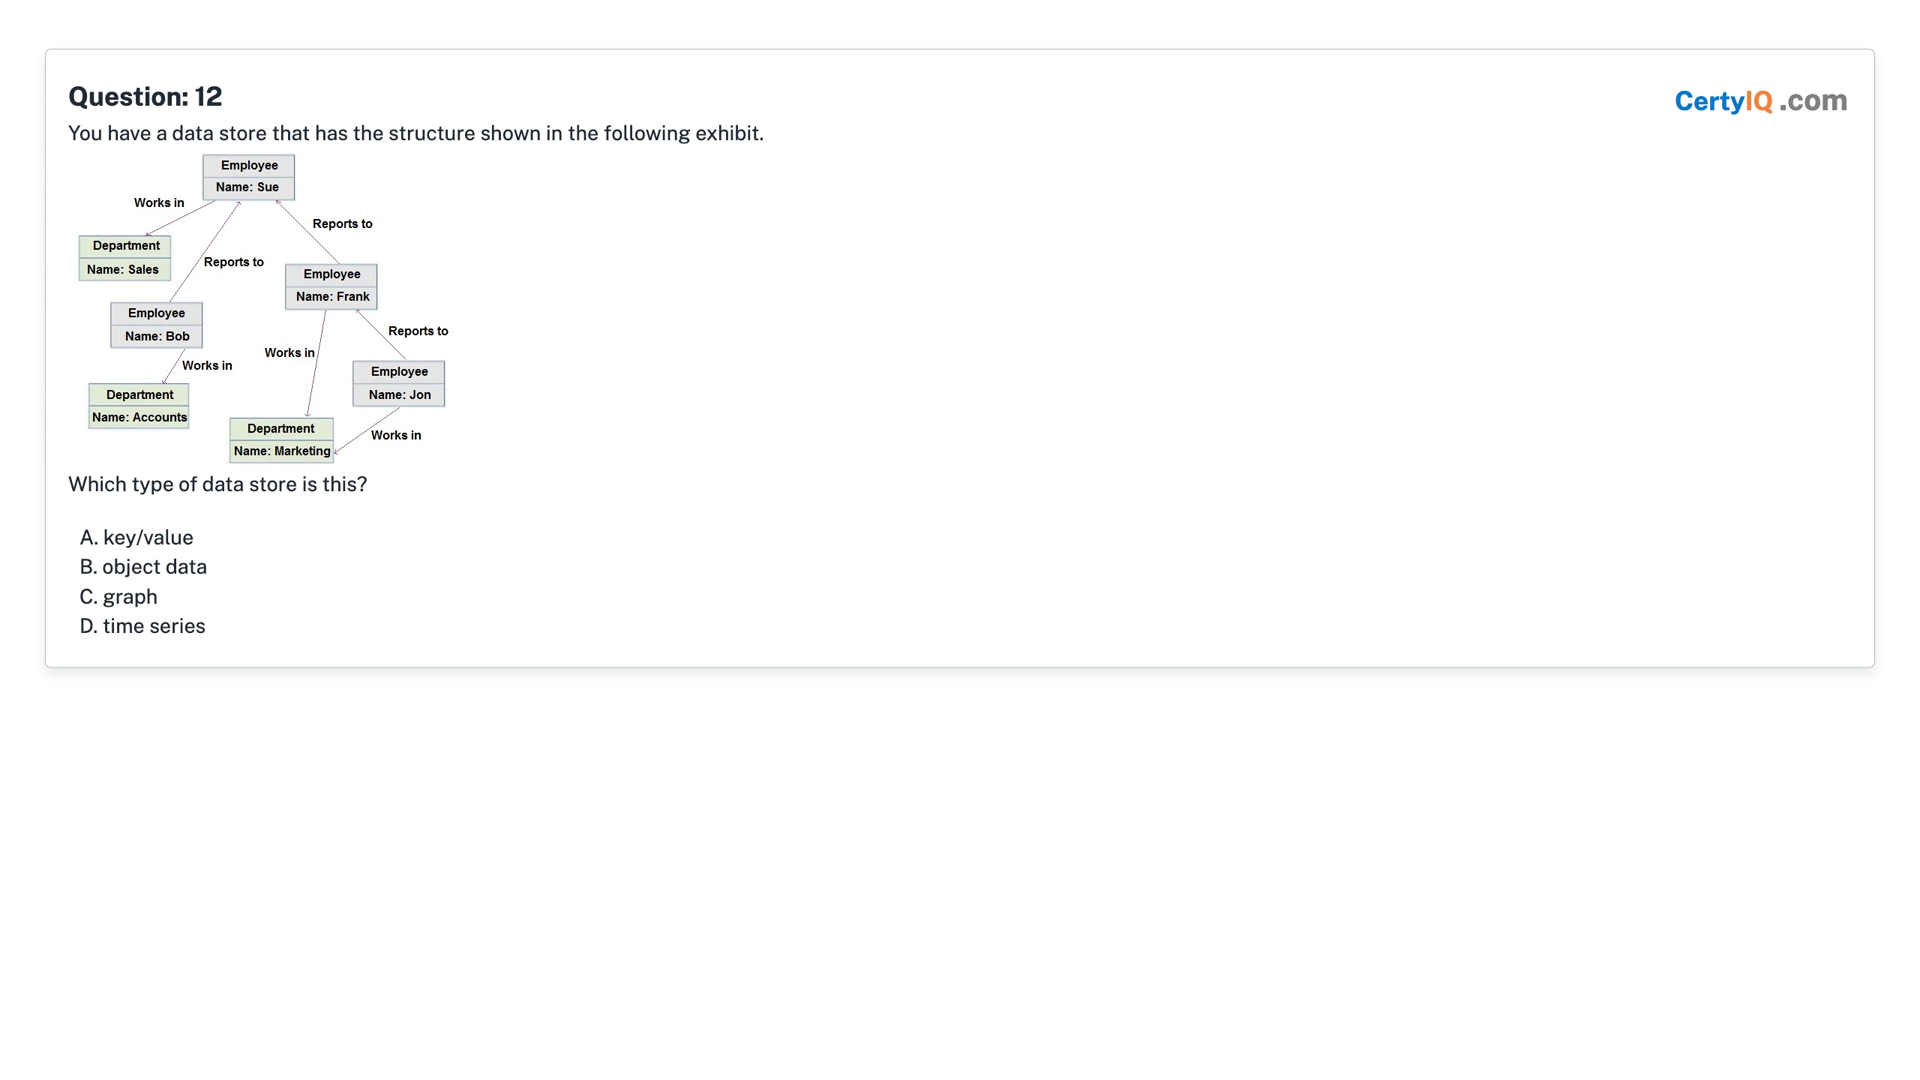 Question: 12
CertyIQ .com
You have a data store that has the structure shown in the following exhibit.
Employee
Name: Sue
Works in
Reports to
Department
Name: Sales
Reports to
Employee
Name: Frank
Employee
Name: Bob
Reports to
Works in
Works in
Employee
Name: Jon
Department
Name: Accounts
Department
Name: Marketing
Works in
Which type of data store is this?
A. key/value
B. object data
C. graph
D. time series